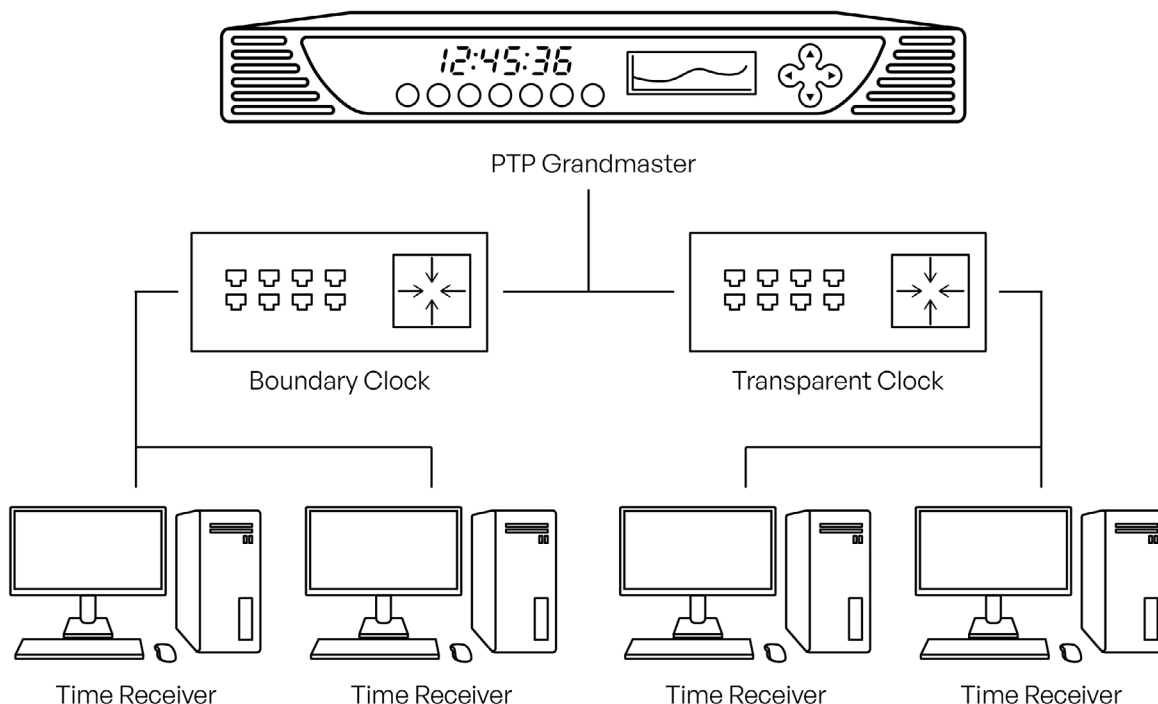 12:45:36
PTP Grandmaster
Boundary Clock
Transparent Clock
Time Receiver
Time Receiver
Time Receiver
Time Receiver